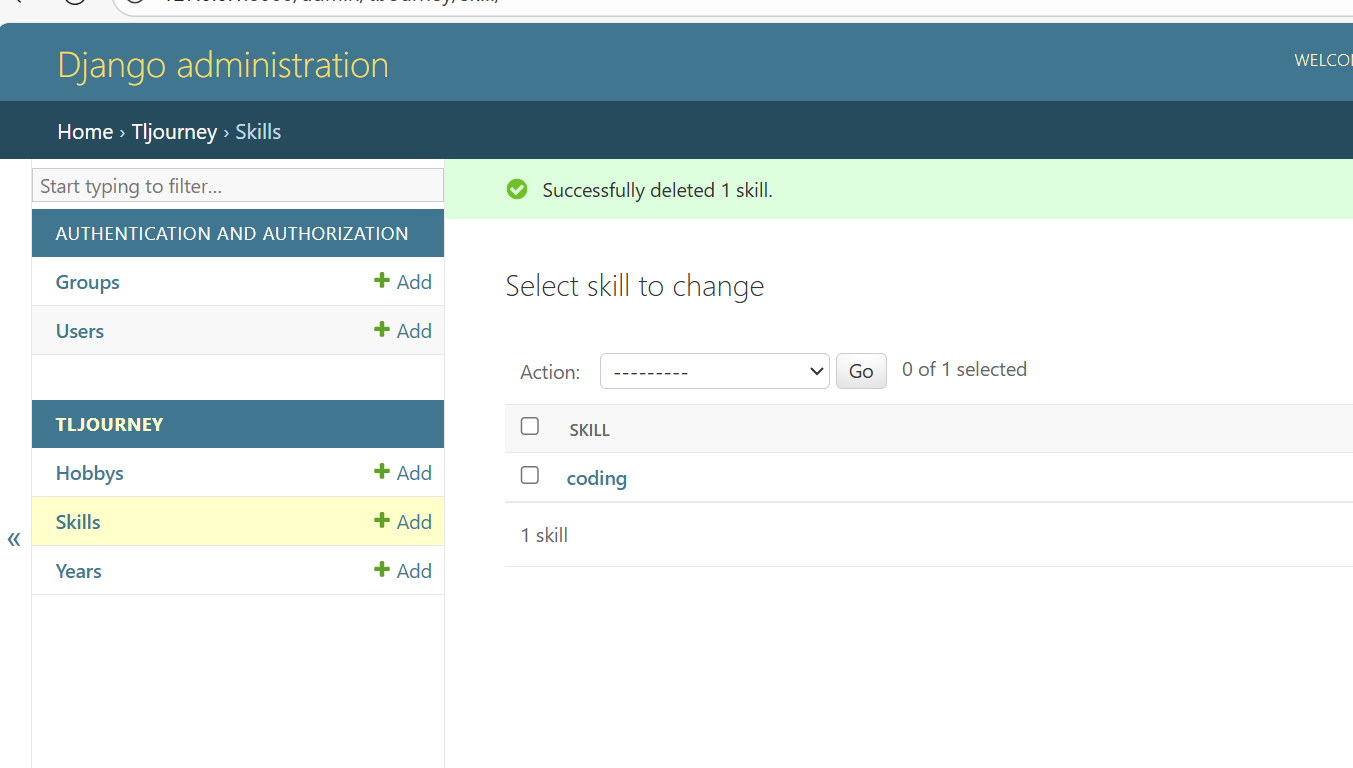 Django administration
Home › Tljourney › Skills
Start typing to filter...
Successfully deleted 1 skill.
AUTHENTICATION AND AUTHORIZATION
Groups
Add
Users
Add
Select skill to change
Action:
---------
Go
0 of 1 selected
TLJOURNEY
SKILL
Hobbys
Add
coding
Skills
Add
1 skill
«
Years
Add